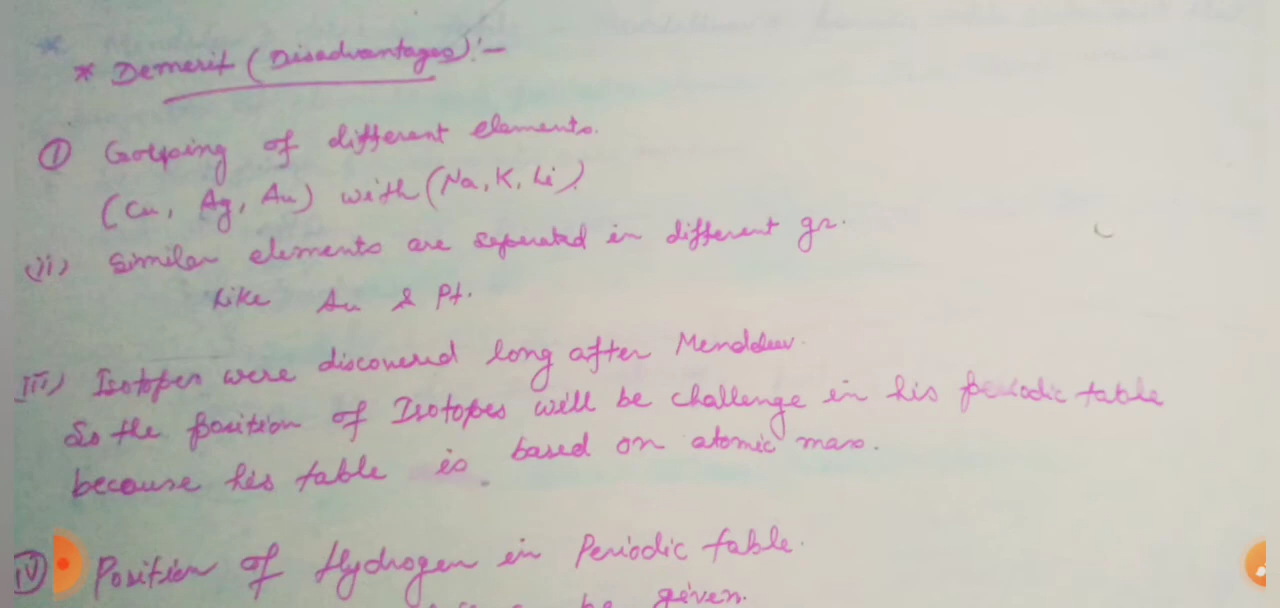 * Demerit (Disadvantages):-
① Gouping of different elements.
(Cu, Ag, Au) with (Na, K, Li)
(ii) Similar elements are seperated in different gr.
Like Au & Pt.
III) Isotopes were discovered long after Mendeleev.
So the position of Isotopes will be challenge in his periodic table
because his table is based on atomic mass.
IV) Position of Hydrogen in Periodic table.
be given.